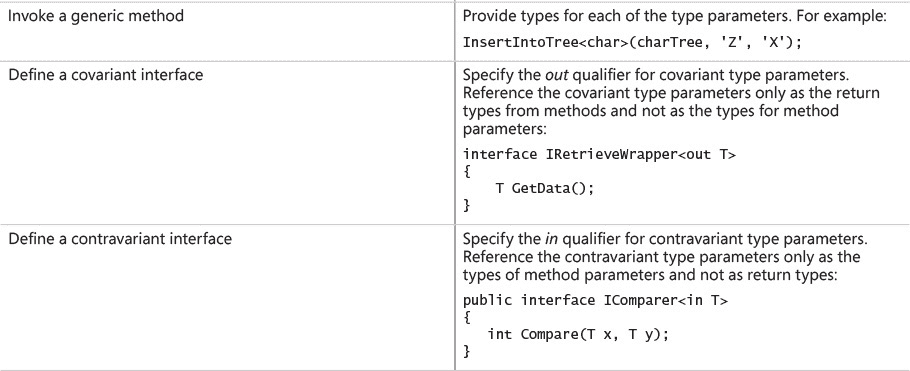 Invoke a generic method
Provide types for each of the type parameters. For example:
InsertIntoTree<char>(charTree, 'Z', 'X');
Define a covariant interface
Specify the out qualifier for covariant type parameters.
Reference the covariant type parameters only as the return
types from methods and not as the types for method
parameters:
interface IRetrieveWrapper<out T>
{
    T GetData();
}
Define a contravariant interface
Specify the in qualifier for contravariant type parameters.
Reference the contravariant type parameters only as the
types of method parameters and not as return types:
public interface IComparer<in T>
{
   int Compare(T x, T y);
}